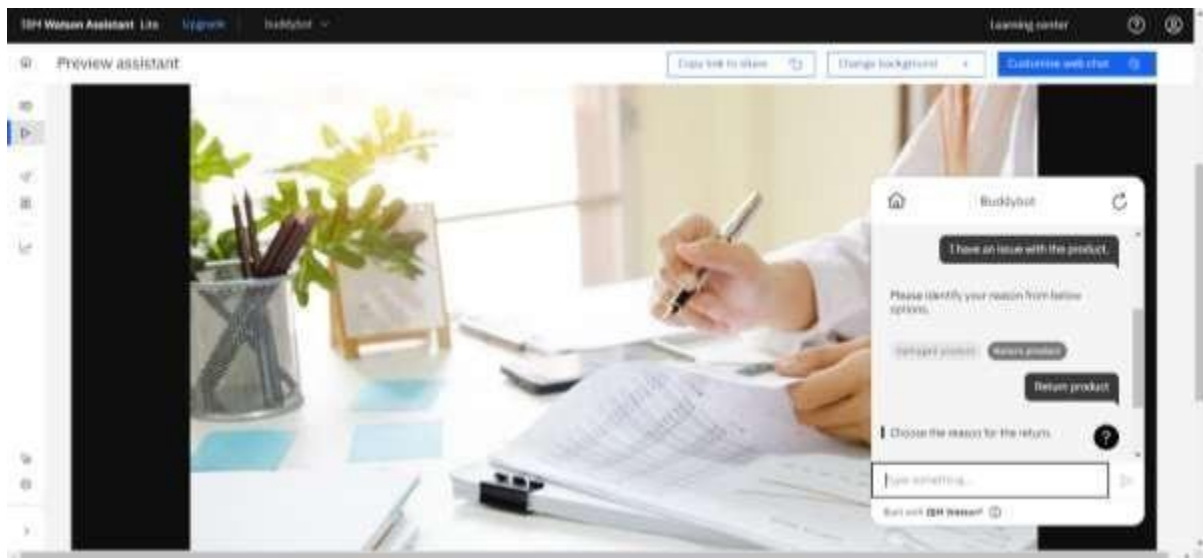 IBM Watson Assistant Lite Upgrade buddybot Learning center
Preview assistant Copy link to share Change background Customize web chat
Buddybot
I have an issue with the product.
Please identify your reason from below
options.
Damaged product Return product
Return product
Choose the reason for the return.
?
Type something...
Built with IBM Watson®